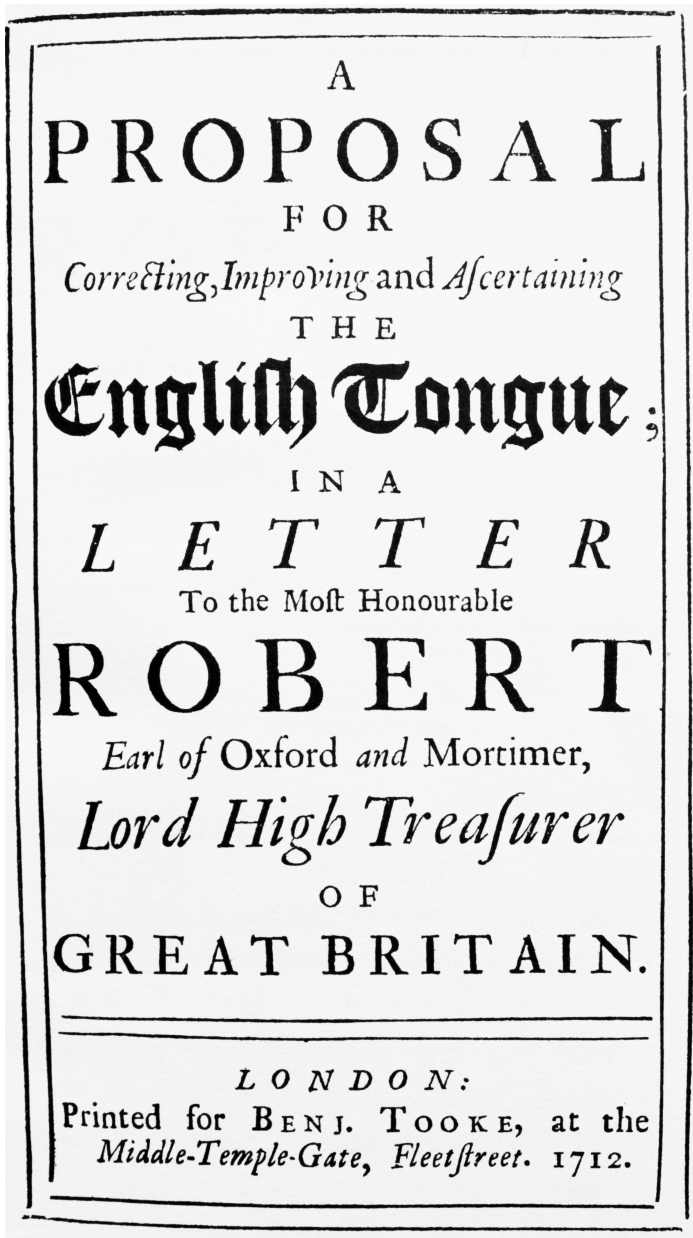 A
PROPOSAL
FOR
Correcting, Improving and Aſcertaining
THE
Engliſh Tongue;
IN A
LETTER
To the Moſt Honourable
ROBERT
Earl of Oxford and Mortimer,
Lord High Treaſurer
OF
GREAT BRITAIN.
LONDON:
Printed for BENJ. TOOKE, at the
Middle-Temple-Gate, Fleetſtreet. 1712.